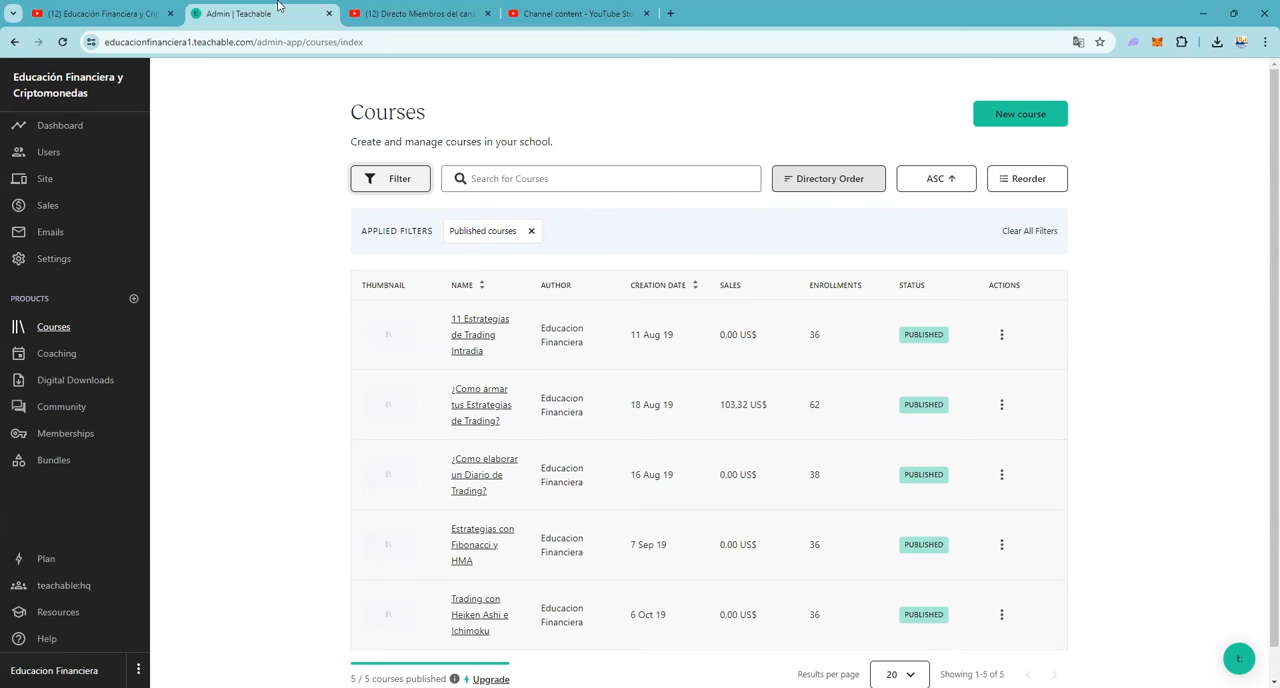 (12) Educación Financiera y Crip
Admin | Teachable
(12) Directo Miembros del cana
Channel content - YouTube Stu
educacionfinanciera1.teachable.com/admin-app/courses/index
Educación Financiera y
Criptomonedas
Dashboard
Users
Site
Sales
Emails
Settings
PRODUCTS
Courses
Coaching
Digital Downloads
Community
Memberships
Bundles
Plan
teachable:hq
Resources
Help
Educacion Financiera
Courses
New course
Create and manage courses in your school.
Filter
Search for Courses
Directory Order
ASC ↑
Reorder
APPLIED FILTERS
Published courses ×
Clear All Filters
THUMBNAIL NAME AUTHOR CREATION DATE SALES ENROLLMENTS STATUS ACTIONS
11 Estrategias
de Trading
Intradia
Educacion
Financiera
11 Aug 19
0,00 US$
36
PUBLISHED
¿Como armar
tus Estrategias
de Trading?
Educacion
Financiera
18 Aug 19
103,32 US$
62
PUBLISHED
¿Como elaborar
un Diario de
Trading?
Educacion
Financiera
16 Aug 19
0,00 US$
38
PUBLISHED
Estrategias con
Fibonacci y
HMA
Educacion
Financiera
7 Sep 19
0,00 US$
36
PUBLISHED
Trading con
Heiken Ashi e
Ichimoku
Educacion
Financiera
6 Oct 19
0,00 US$
36
PUBLISHED
5 / 5 courses published
Upgrade
Results per page
20
Showing 1-5 of 5
t: